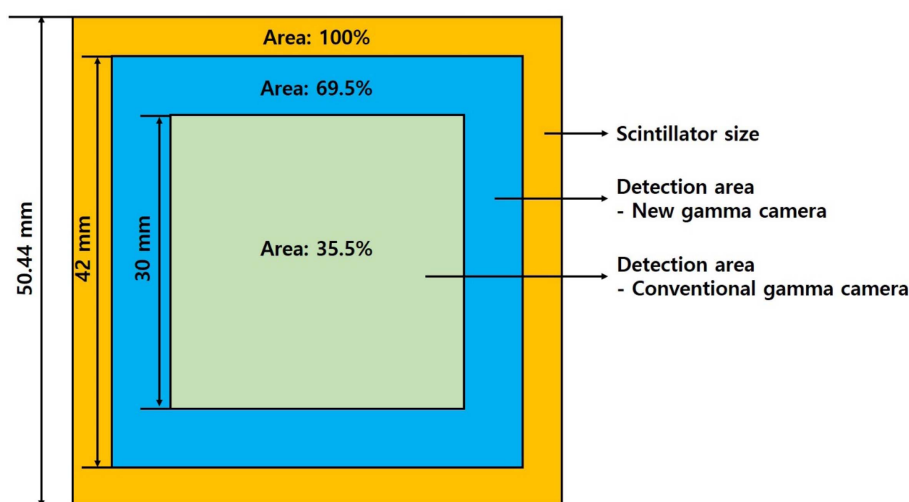 Area: 100%
Area: 69.5%
Area: 35.5%
50.44 mm
42 mm
30 mm
Scintillator size
Detection area
- New gamma camera
Detection area
- Conventional gamma camera